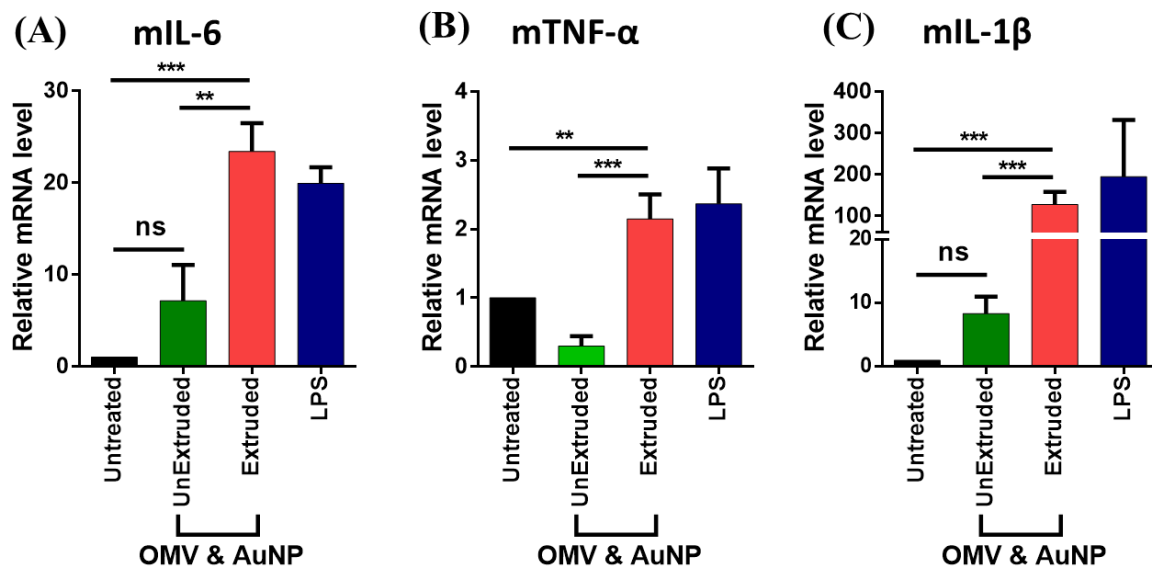 (A) mIL-6
Relative mRNA level
30
20
10
0
***
**
ns
Untreated
UnExtruded
Extruded
LPS
OMV & AuNP
(B) mTNF-α
Relative mRNA level
4
3
2
1
0
**
***
Untreated
UnExtruded
Extruded
LPS
OMV & AuNP
(C) mIL-1β
Relative mRNA level
400
300
200
100
20
10
0
***
***
ns
Untreated
UnExtruded
Extruded
LPS
OMV & AuNP